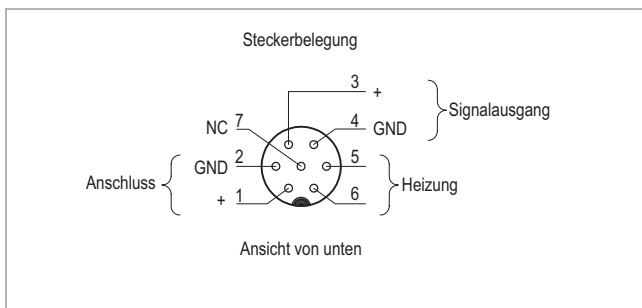 Steckerbelegung
3 +
Signalausgang
NC 7
4 GND
GND 2
5
Anschluss
Heizung
+ 1
6
Ansicht von unten